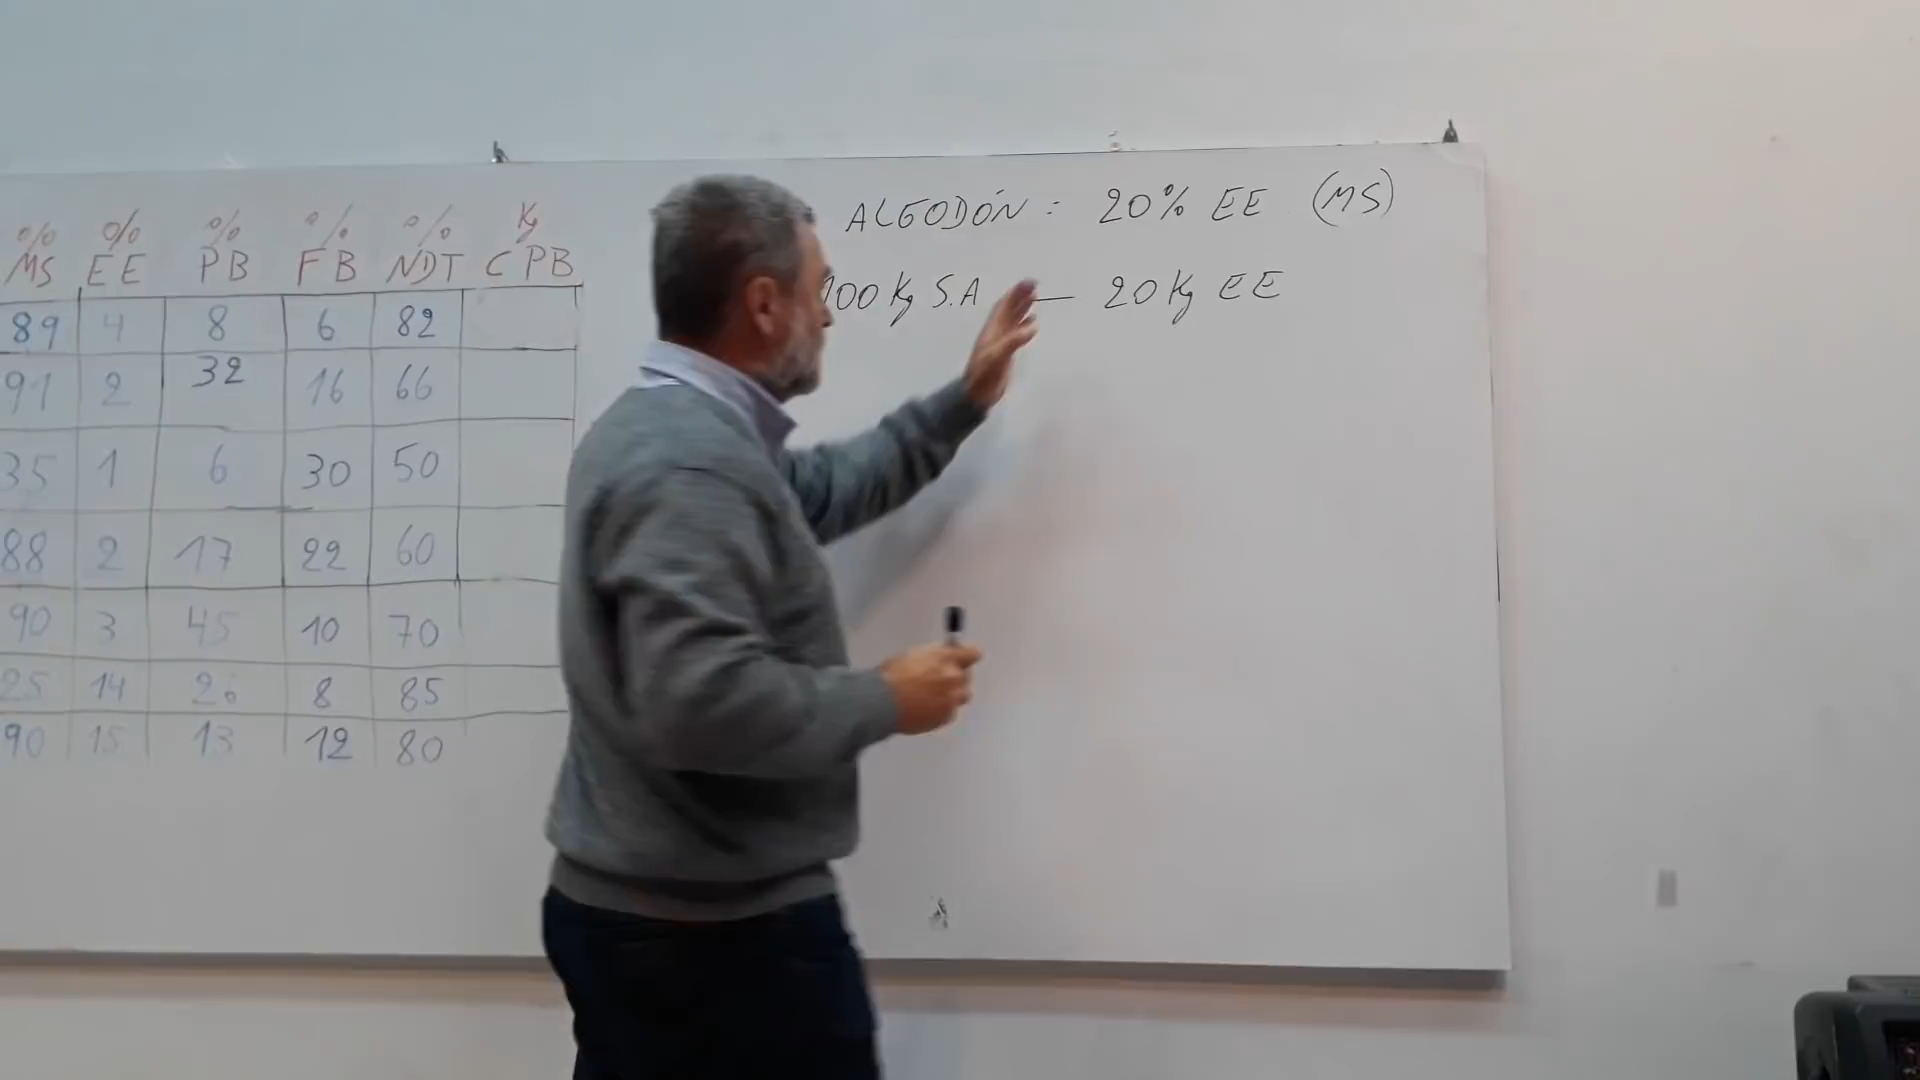 % % % % % Kg
MS EE PB FB NDT C PB
89 4 8 6 82
91 2 32 16 66
35 1 6 30 50
88 2 17 22 60
90 3 45 10 70
25 14 26 8 85
90 15 13 12 80
ALGODÓN : 20% EE (MS)
100 Kg S.A — 20 Kg EE